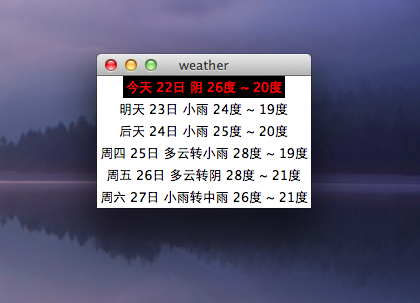 weather
今天 22日 阴 26度 ~ 20度
明天 23日 小雨 24度 ~ 19度
后天 24日 小雨 25度 ~ 20度
周四 25日 多云转小雨 28度 ~ 19度
周五 26日 多云转阴 28度 ~ 21度
周六 27日 小雨转中雨 26度 ~ 21度